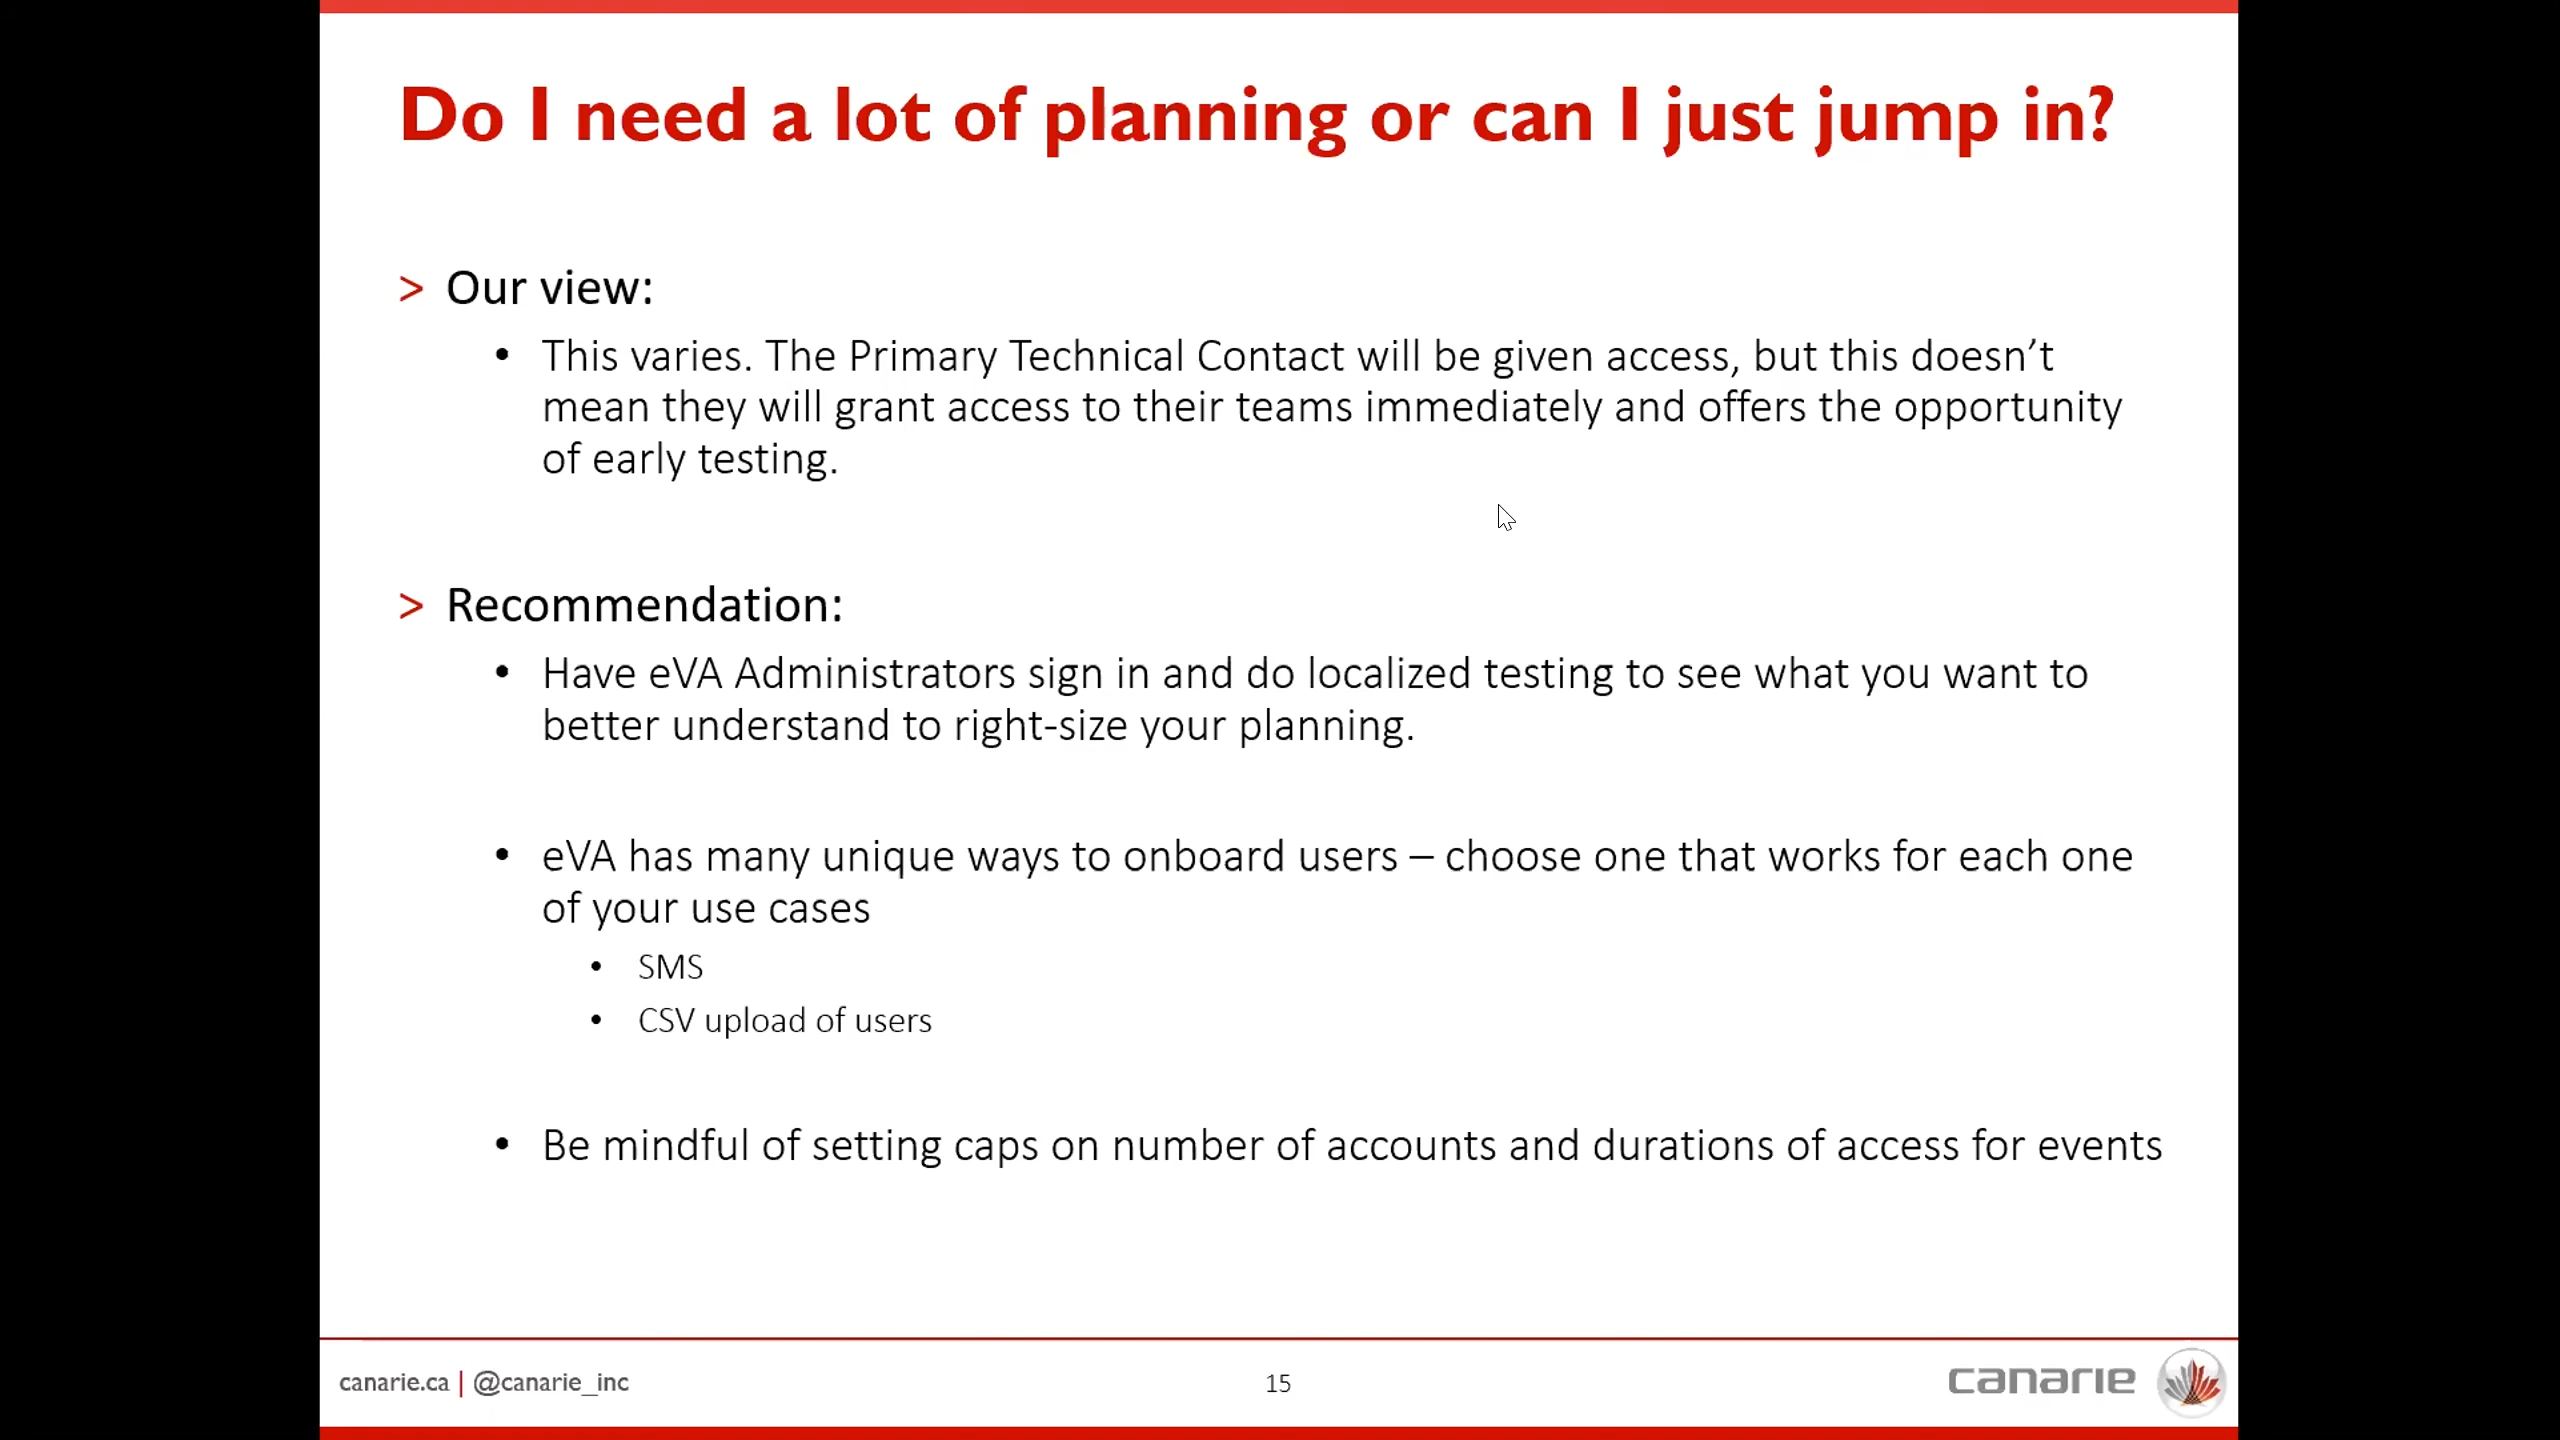 Do I need a lot of planning or can I just jump in?
> Our view:
• This varies. The Primary Technical Contact will be given access, but this doesn’t
mean they will grant access to their teams immediately and offers the opportunity
of early testing.
> Recommendation:
• Have eVA Administrators sign in and do localized testing to see what you want to
better understand to right-size your planning.
• eVA has many unique ways to onboard users – choose one that works for each one
of your use cases
• SMS
• CSV upload of users
• Be mindful of setting caps on number of accounts and durations of access for events
canarie.ca | @canarie_inc
15
canarie